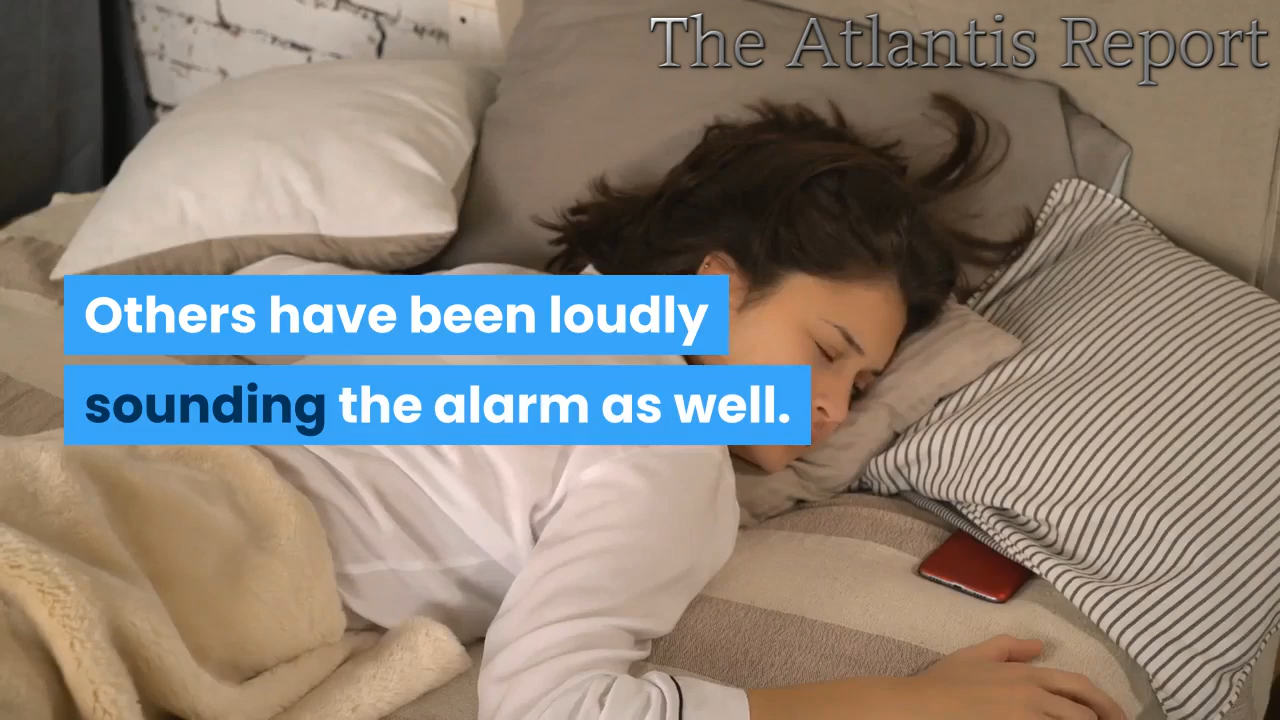 The Atlantis Report
Others have been loudly
sounding the alarm as well.